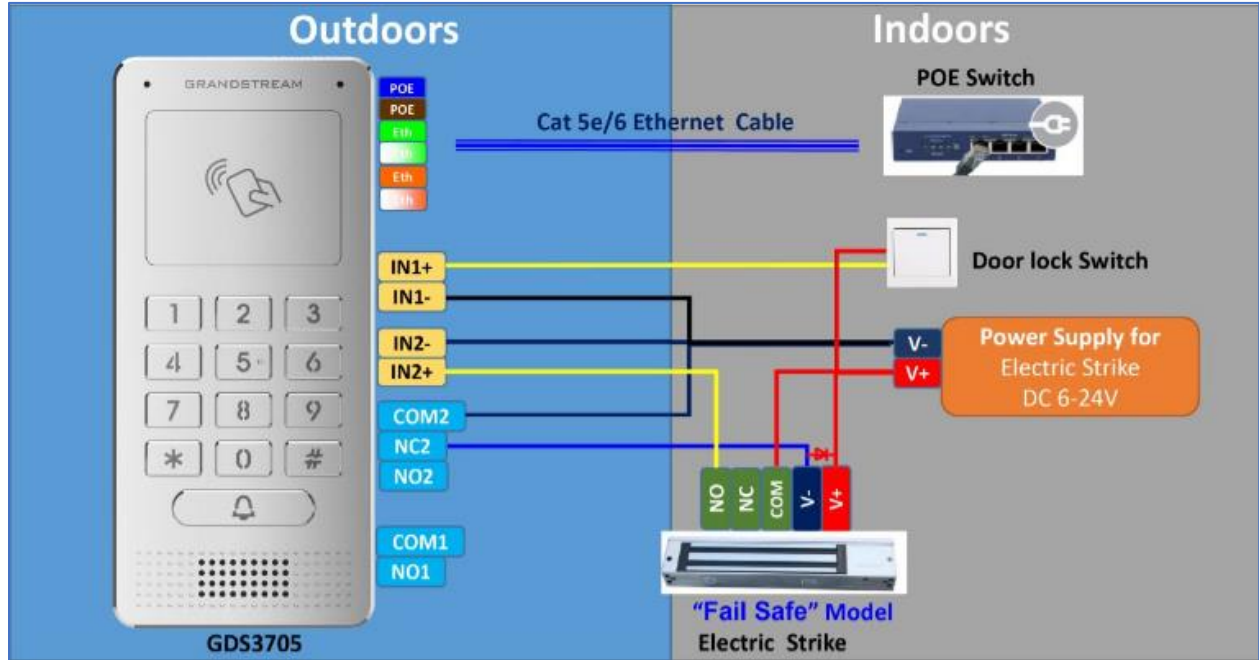 Outdoors
Indoors
GRANDSTREAM
POE
POE
Eth
Eth
Eth
Eth
Cat 5e/6 Ethernet Cable
POE Switch
IN1+
IN1-
IN2-
IN2+
COM2
NC2
NO2
COM1
NO1
1 2 3
4 5 6
7 8 9
* 0 #
Door lock Switch
V-
V+
Power Supply for
Electric Strike
DC 6-24V
NO
NC
COM
V-
V+
"Fail Safe" Model
Electric Strike
GDS3705